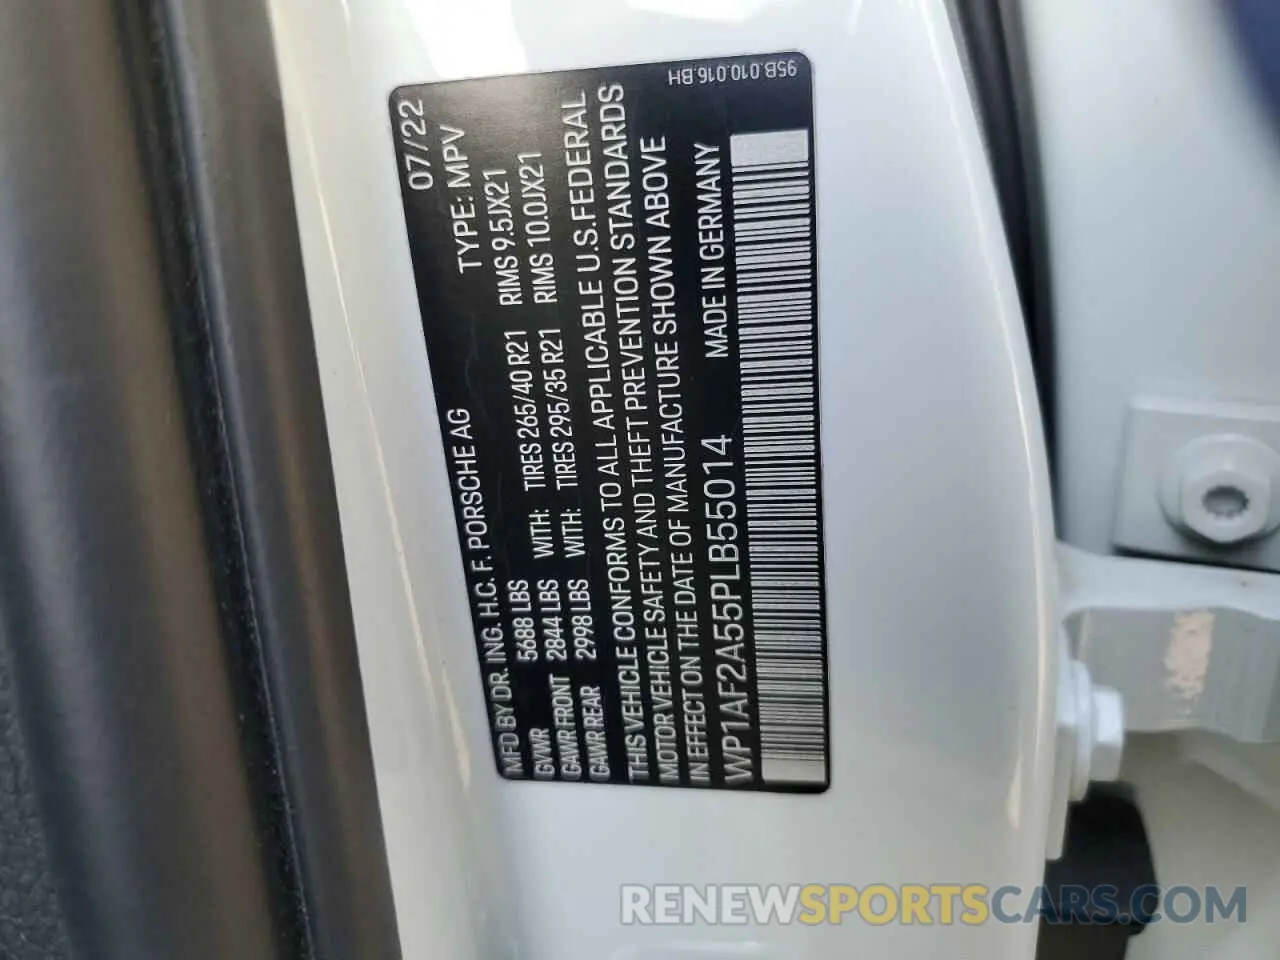 07/22
MFD BY DR. ING. H.C. F. PORSCHE AG TYPE: MPV
GVWR 5688 LBS
GAWR FRONT 2844 LBS WITH: TIRES 265/40 R21 RIMS 9.5JX21
GAWR REAR 2998 LBS WITH: TIRES 295/35 R21 RIMS 10.0JX21
THIS VEHICLE CONFORMS TO ALL APPLICABLE U.S. FEDERAL
MOTOR VEHICLE SAFETY AND THEFT PREVENTION STANDARDS
IN EFFECT ON THE DATE OF MANUFACTURE SHOWN ABOVE
WP1AF2A55PLB55014 MADE IN GERMANY
95B.010.016.BH
RENEWSPORTSCARS.COM